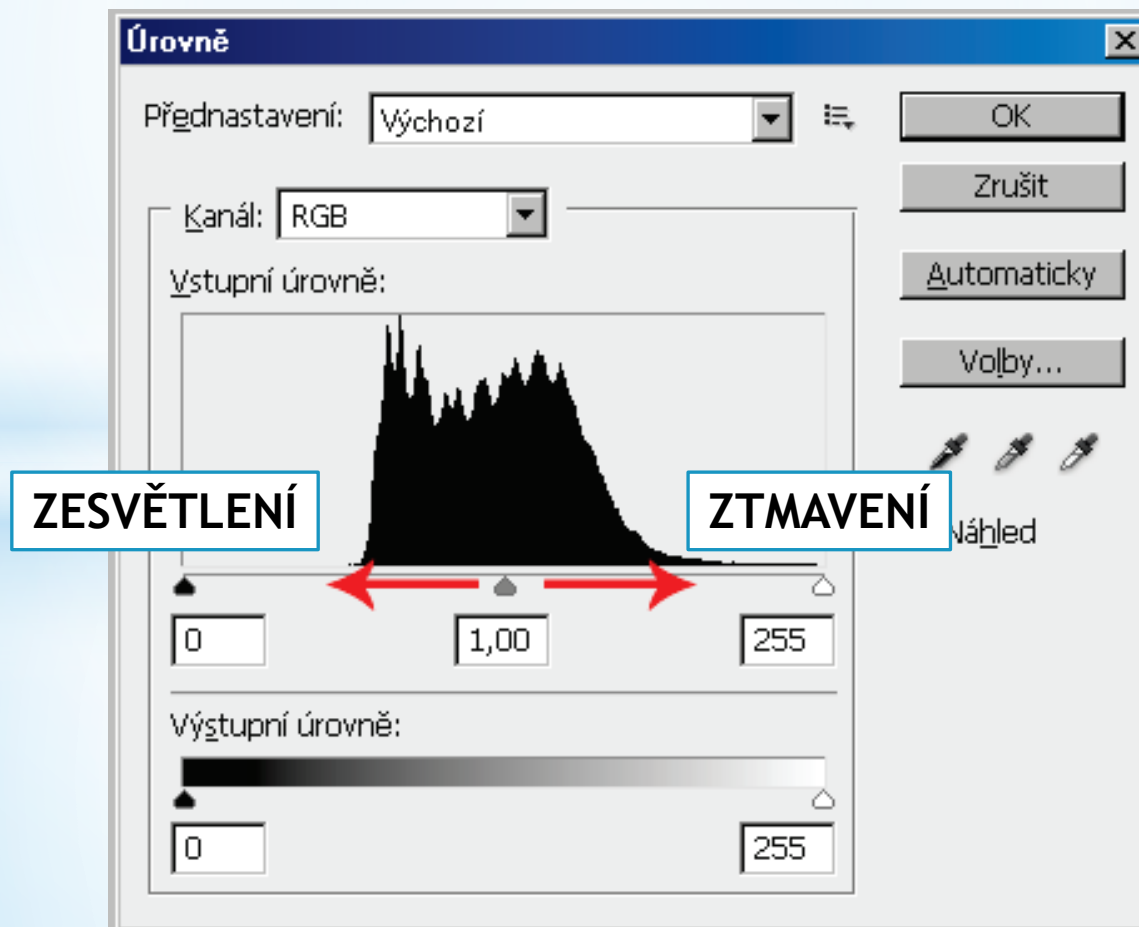 Úrovně
Přednastavení: Výchozí
OK
Zrušit
Kanál: RGB
Automaticky
Vstupní úrovně:
Volby...
ZESVĚTLENÍ
ZTMAVENÍ
Náhled
0 1,00 255
Výstupní úrovně:
0 255